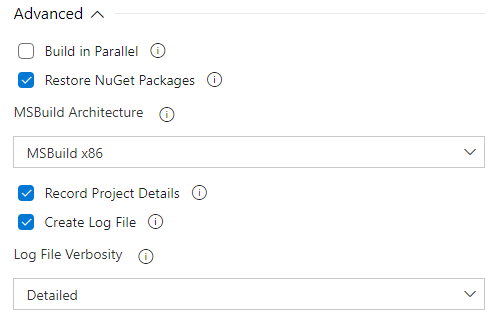 Advanced
Build in Parallel
Restore NuGet Packages
MSBuild Architecture
MSBuild x86
Record Project Details
Create Log File
Log File Verbosity
Detailed